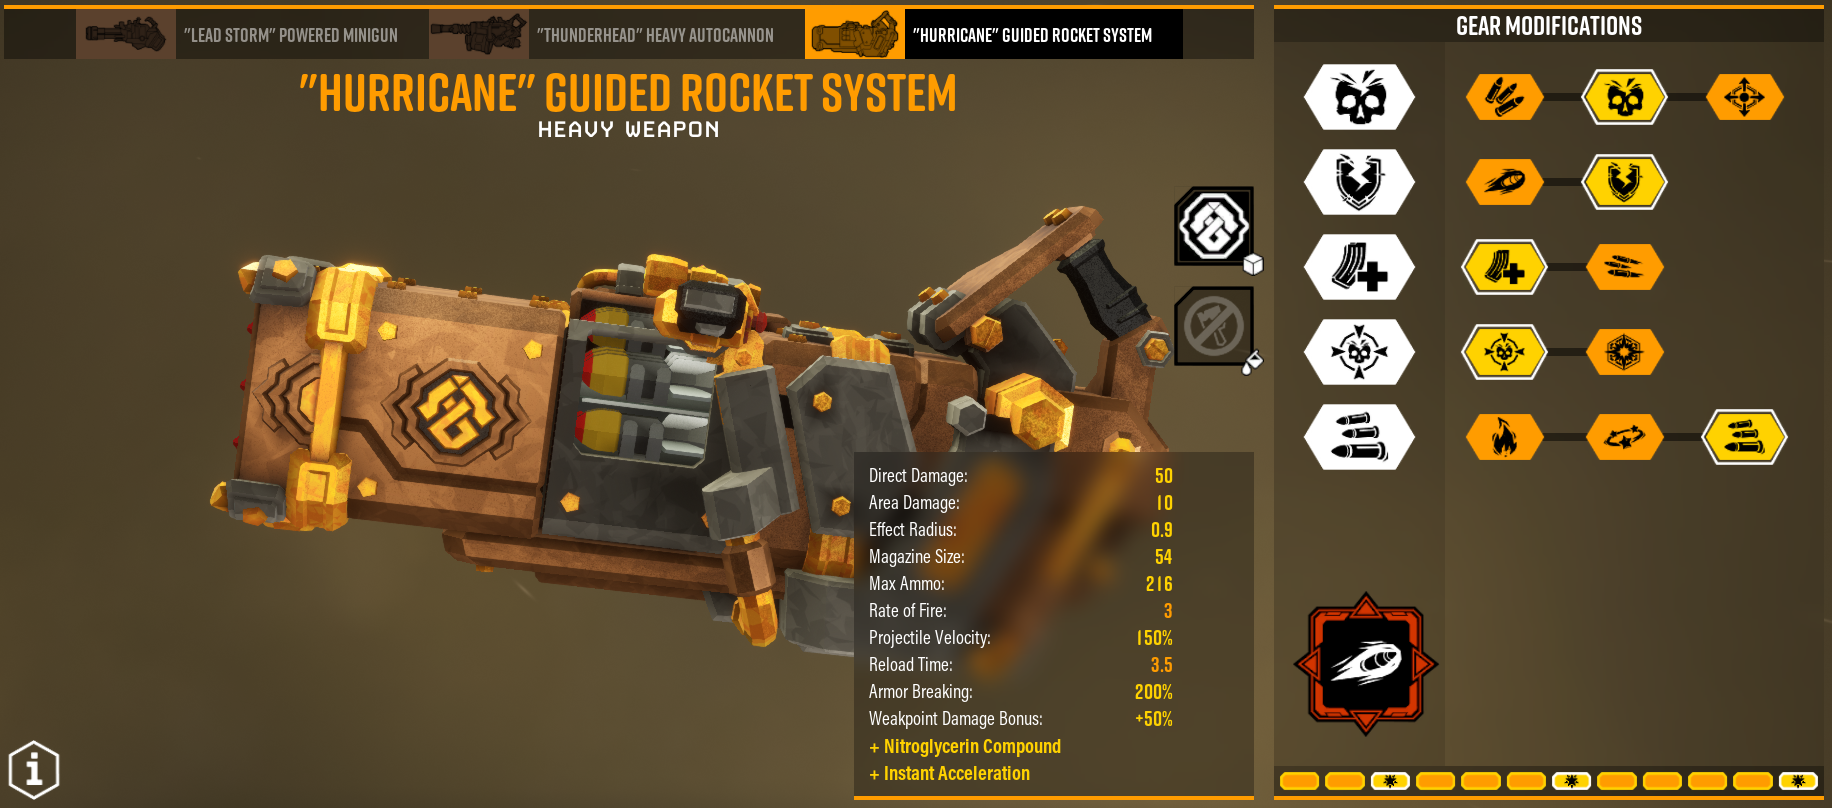 "LEAD STORM" POWERED MINIGUN
"THUNDERHEAD" HEAVY AUTOCANNON
"HURRICANE" GUIDED ROCKET SYSTEM
GEAR MODIFICATIONS
"HURRICANE" GUIDED ROCKET SYSTEM
HEAVY WEAPON
Direct Damage: 50
Area Damage: 10
Effect Radius: 0.9
Magazine Size: 54
Max Ammo: 216
Rate of Fire: 3
Projectile Velocity: 150%
Reload Time: 3.5
Armor Breaking: 200%
Weakpoint Damage Bonus: +50%
+ Nitroglycerin Compound
+ Instant Acceleration